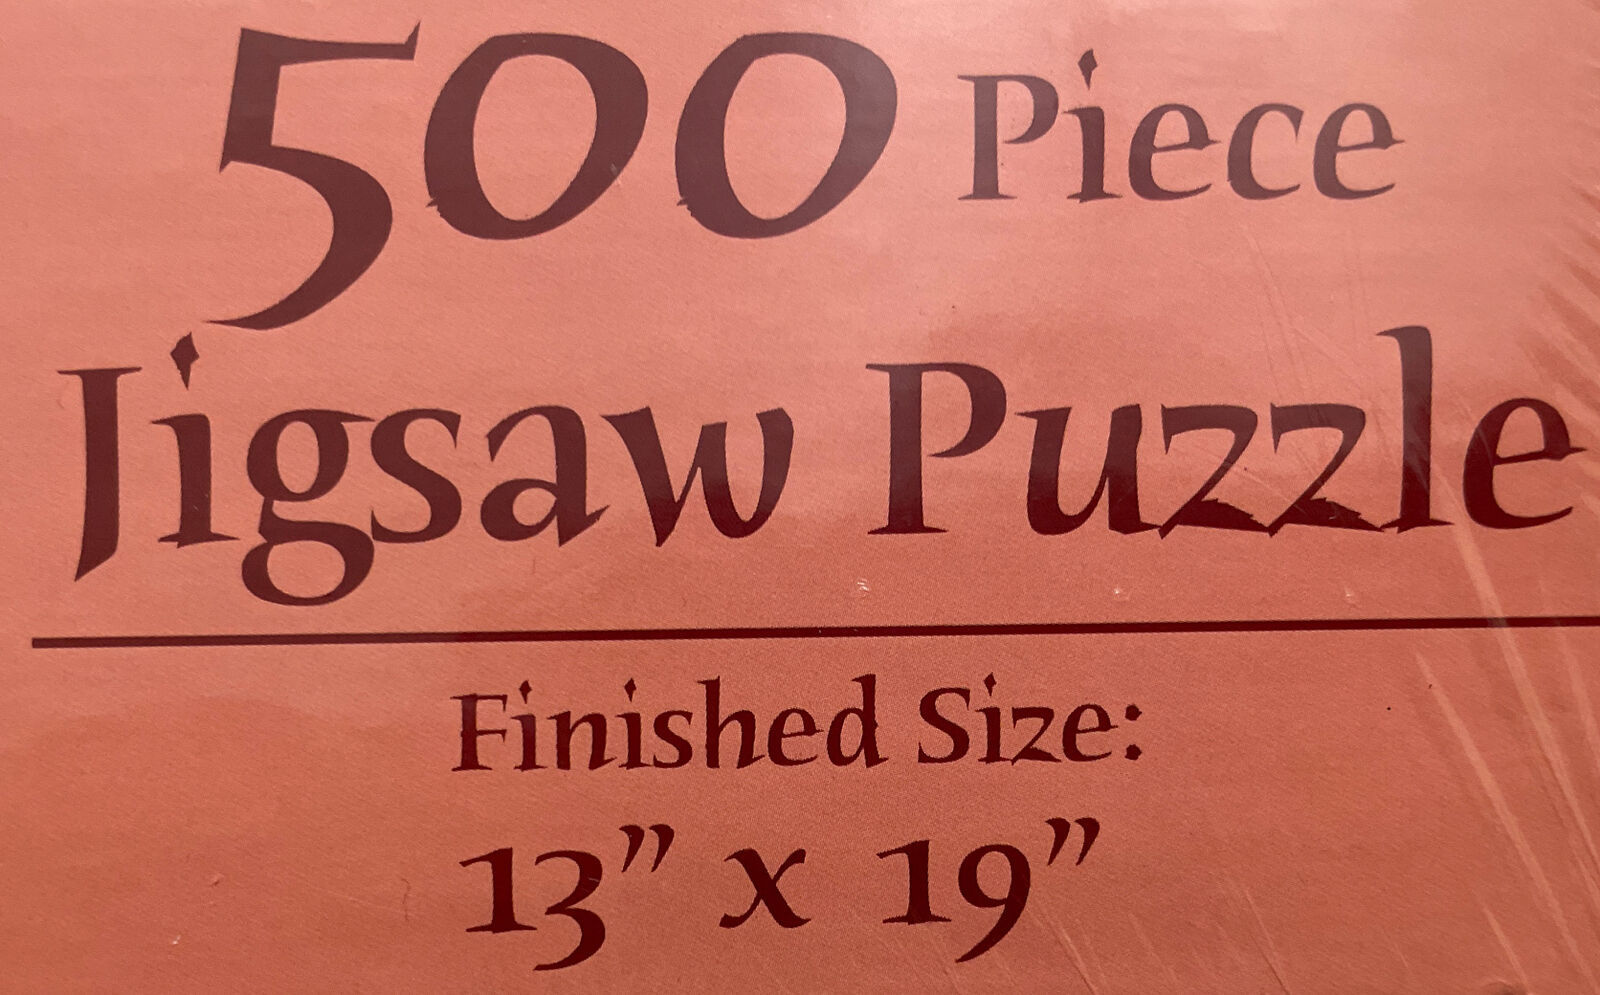 500 Piece
Jigsaw Puzzle
Finished Size:
13” x 19”